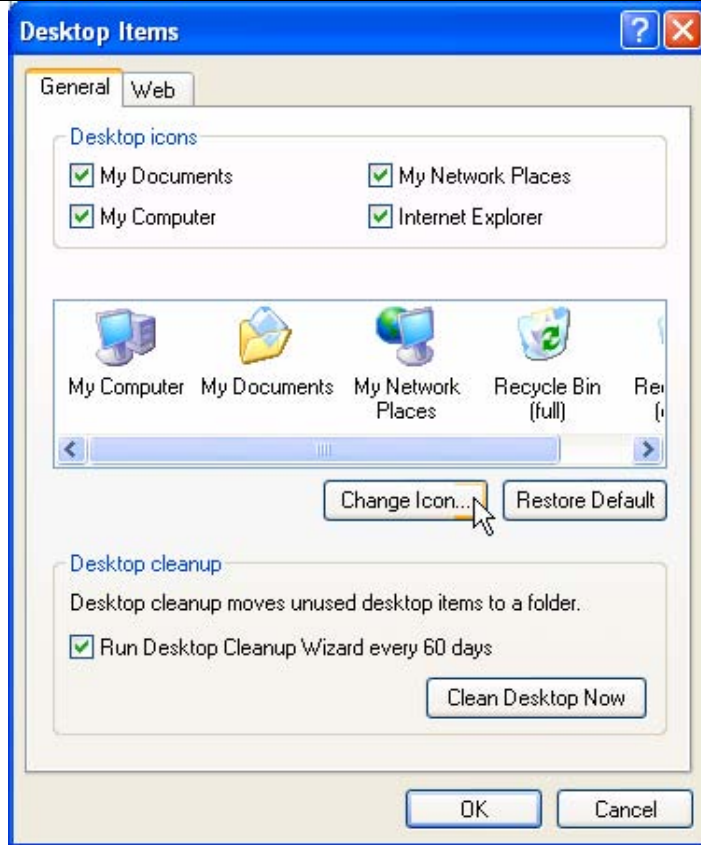 Desktop Items
General Web
Desktop icons
My Documents My Network Places
My Computer Internet Explorer
My Computer My Documents My Network Places Recycle Bin (full)
Change Icon... Restore Default
Desktop cleanup
Desktop cleanup moves unused desktop items to a folder.
Run Desktop Cleanup Wizard every 60 days
Clean Desktop Now
OK Cancel